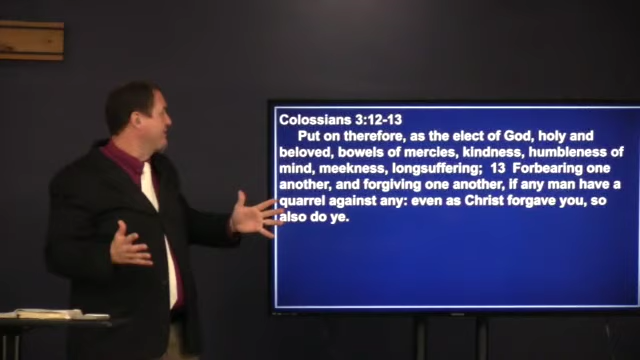 Colossians 3:12-13
Put on therefore, as the elect of God, holy and
beloved, bowels of mercies, kindness, humbleness of
mind, meekness, longsuffering; 13 Forbearing one
another, and forgiving one another, If any man have a
quarrel against any: even as Christ forgave you, so
also do ye.